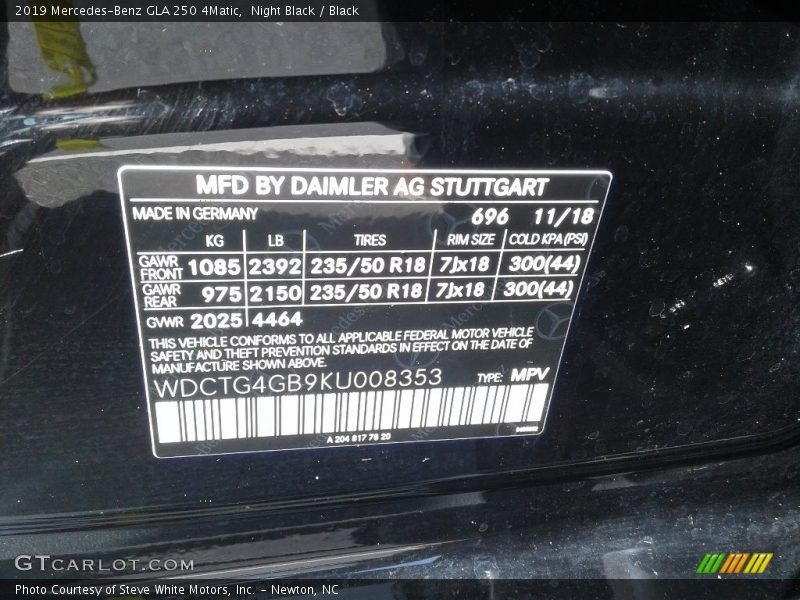 2019 Mercedes-Benz GLA 250 4Matic,  Night Black / Black
MFD BY DAIMLER AG STUTTGART
MADE IN GERMANY 696 11/18
KG LB TIRES RIM SIZE COLD KPA (PSI)
GAWR FRONT 1085 2392 235/50 R18 7Jx18 300(44)
GAWR REAR 975 2150 235/50 R18 7Jx18 300(44)
GVWR 2025 4464
THIS VEHICLE CONFORMS TO ALL APPLICABLE FEDERAL MOTOR VEHICLE
SAFETY AND THEFT PREVENTION STANDARDS IN EFFECT ON THE DATE OF
MANUFACTURE SHOWN ABOVE.
WDCTG4GB9KU008353 TYPE: MPV
A 204 817 78 20
GTCARLOT.COM
Photo Courtesy of Steve White Motors, Inc. - Newton, NC